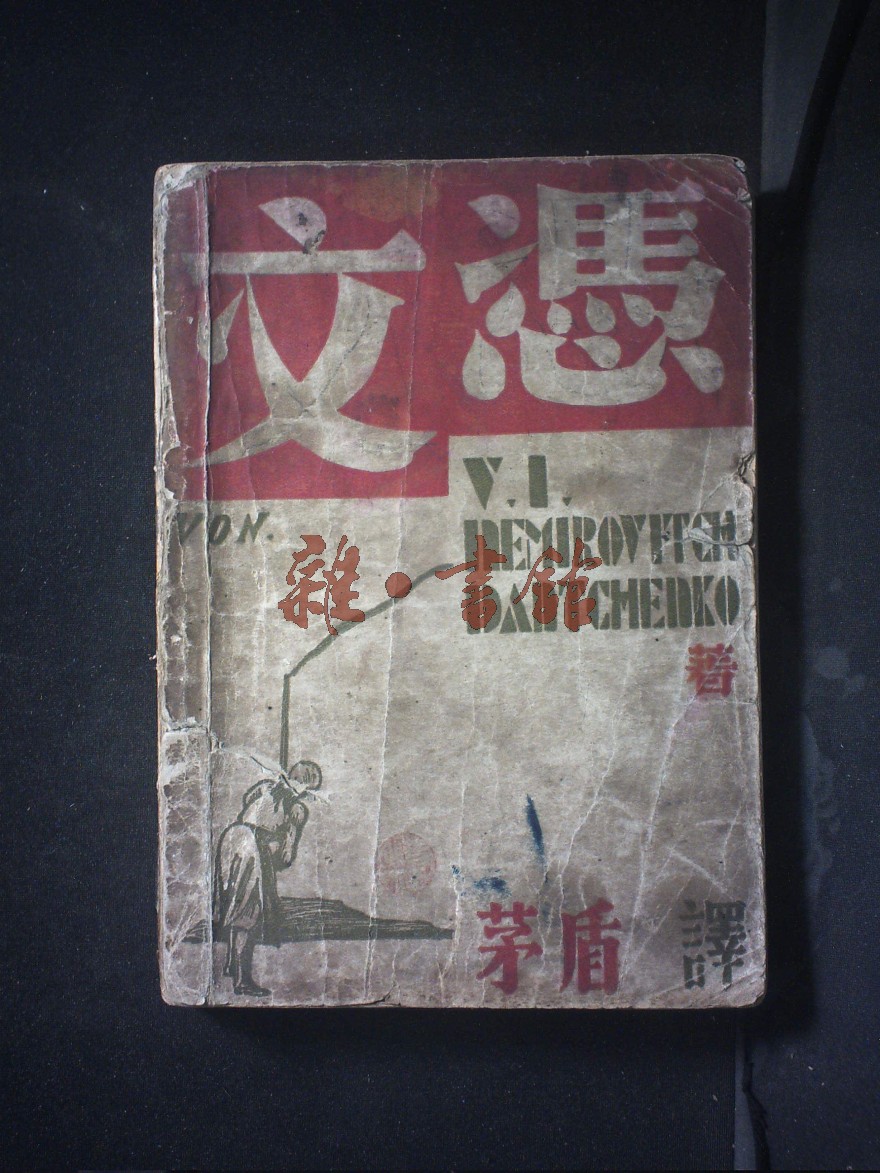 文憑
V.I.
VON.
NEMIROVITCH
DANTCHENKO
雜·書館
著
茅盾 譯